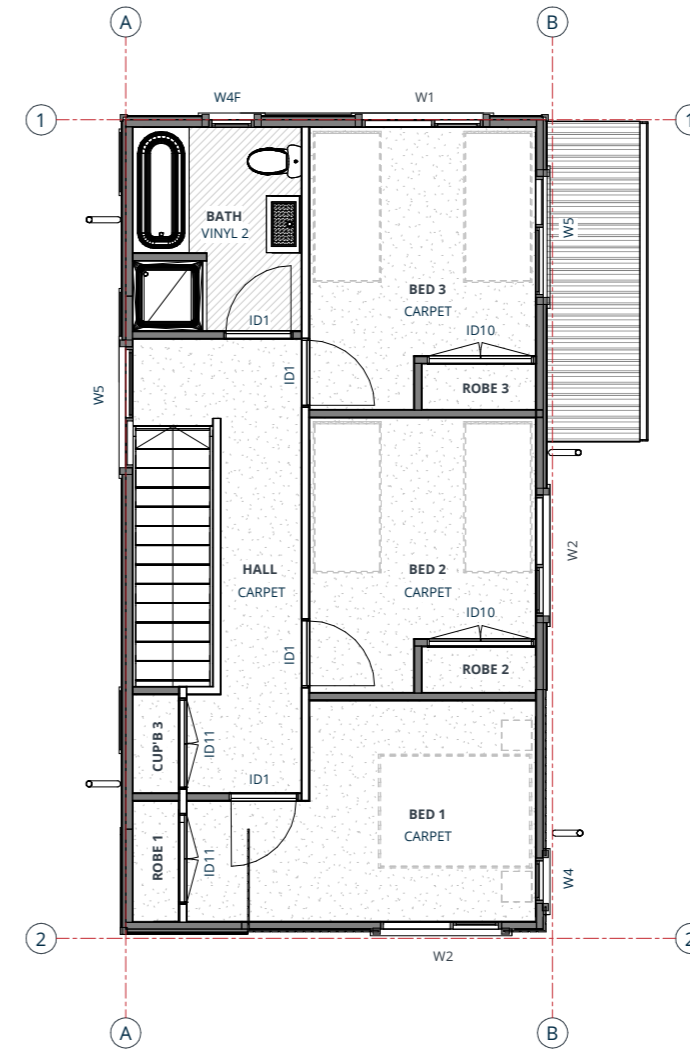 A
B
W4F
W1
1
1
BATH
VINYL 2
W5
BED 3
CARPET
ID1
ID10
ID1
W5
ROBE 3
HALL
CARPET
BED 2
CARPET
W2
ID10
ID1
ROBE 2
CUP'B 3
ID11
ID1
BED 1
CARPET
ROBE 1
ID11
W4
2
2
W2
A
B